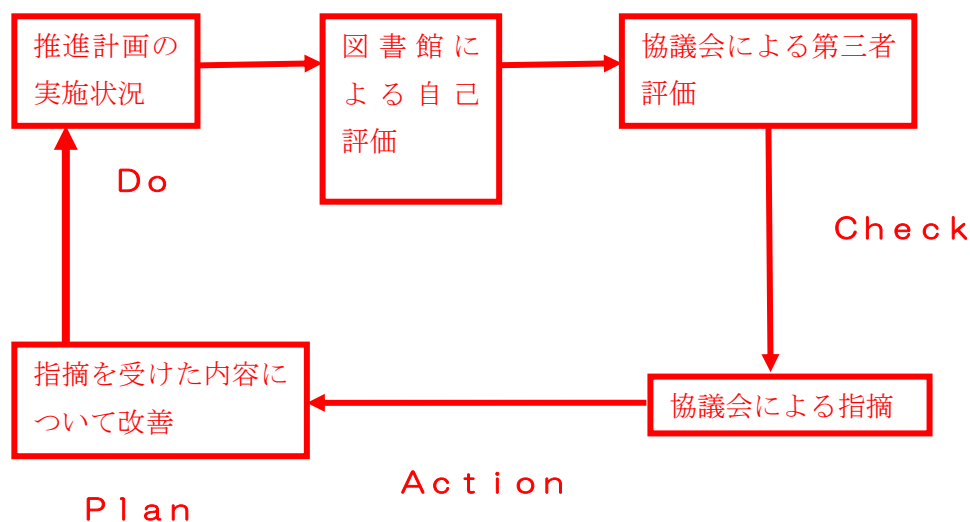 推進計画の
実施状況
図書館に
よる自己
評価
協議会による第三者
評価
Ｄｏ
Ｃｈｅｃｋ
指摘を受けた内容に
ついて改善
協議会による指摘
Ａｃｔｉｏｎ
Ｐｌａｎ